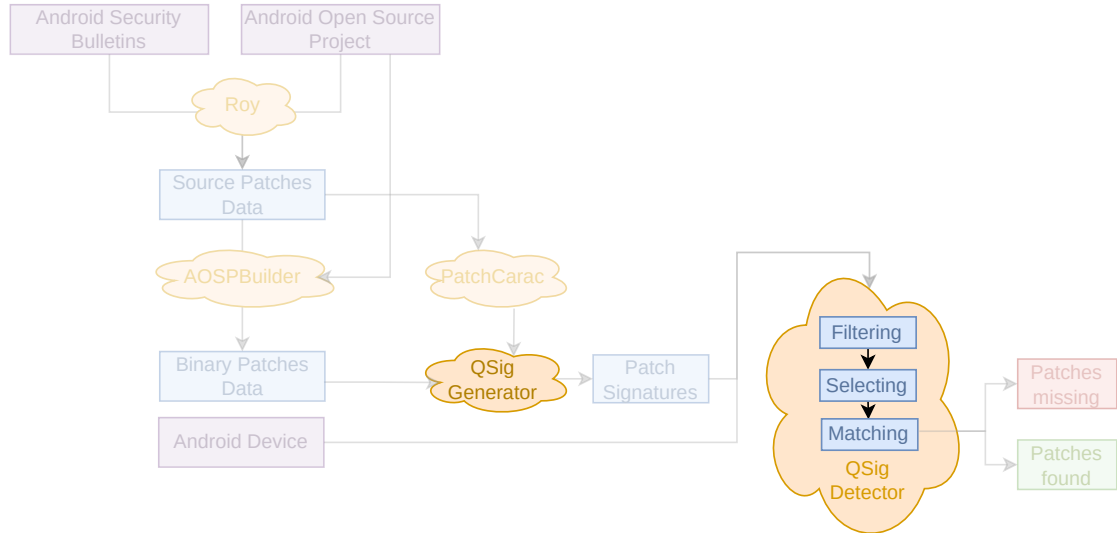 Android Security
Bulletins
Android Open Source
Project
Roy
Source Patches
Data
AOSPBuilder
PatchCarac
Binary Patches
Data
QSig
Generator
Patch
Signatures
Android Device
Filtering
Selecting
Matching
QSig
Detector
Patches
missing
Patches
found